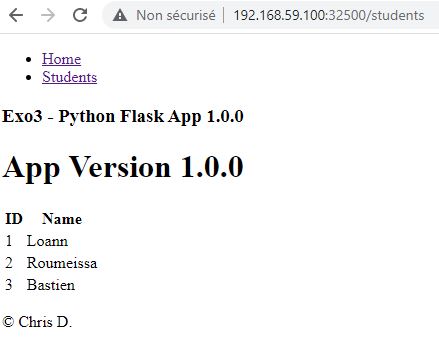 Non sécurisé | 192.168.59.100:32500/students
Home
Students
Exo3 - Python Flask App 1.0.0
App Version 1.0.0
ID Name
1 Loann
2 Roumeissa
3 Bastien
© Chris D.